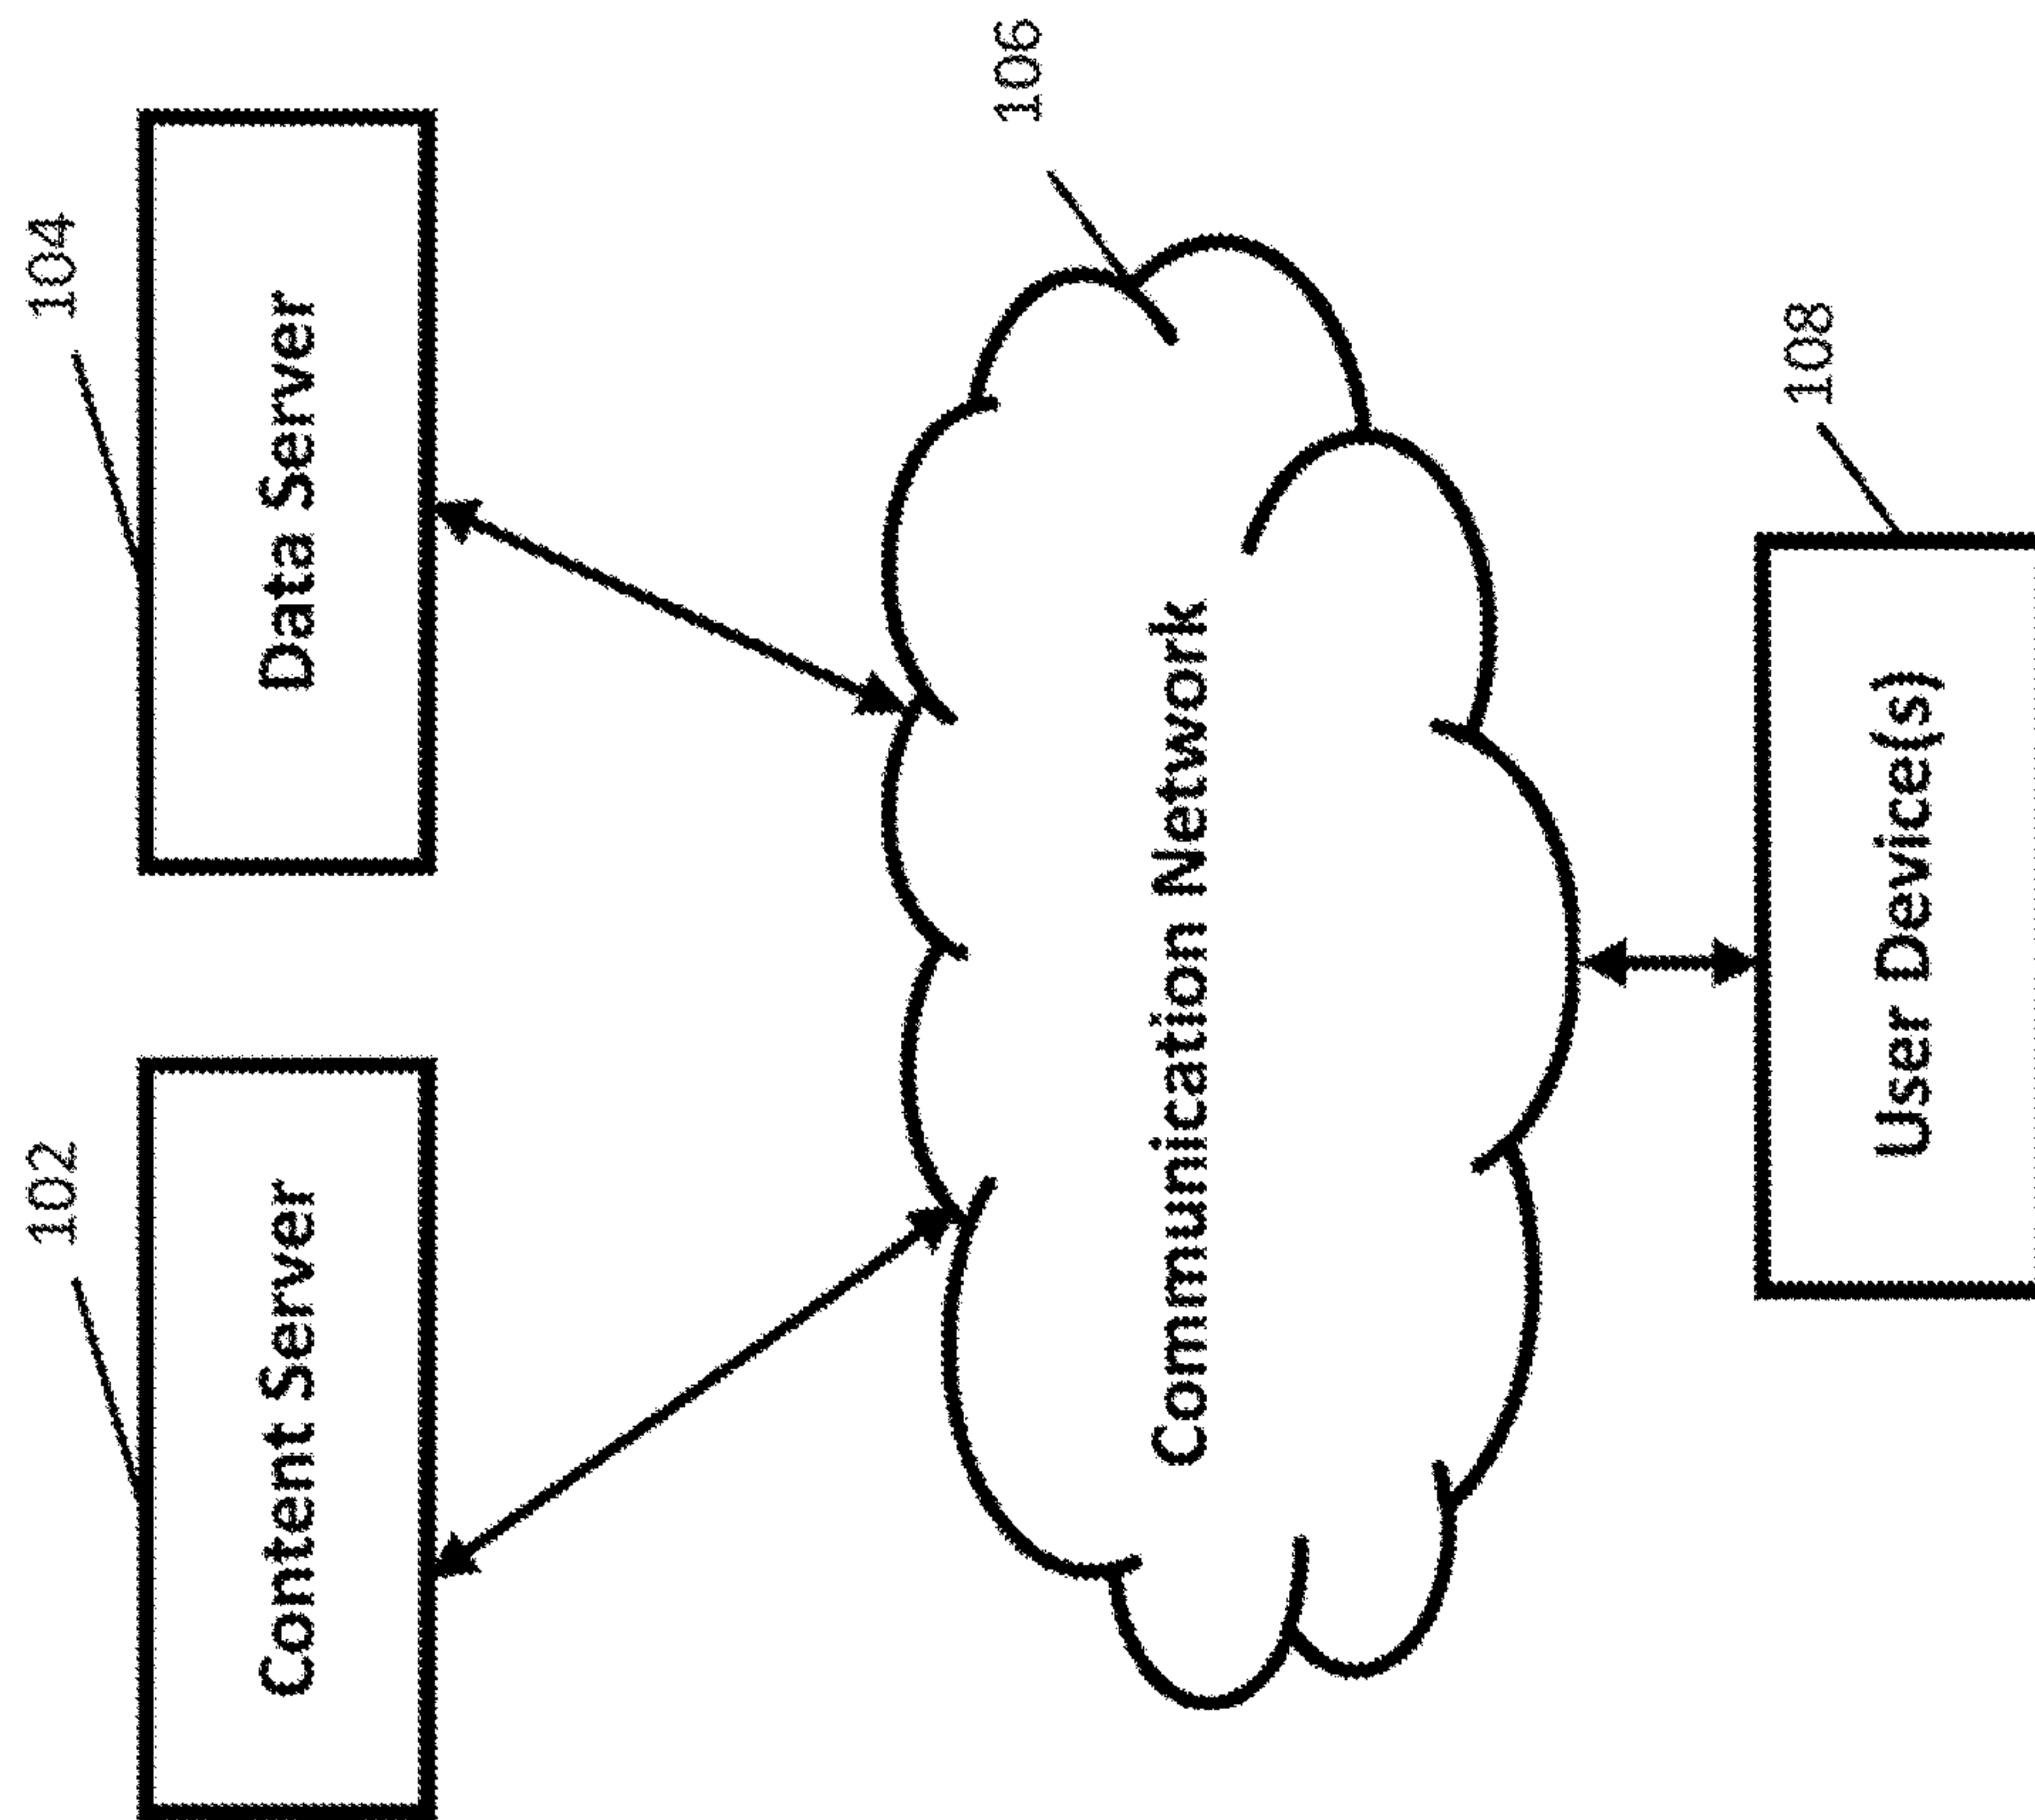 102
104
Content Server
Data Server
106
Communication Network
108
User Device(s)